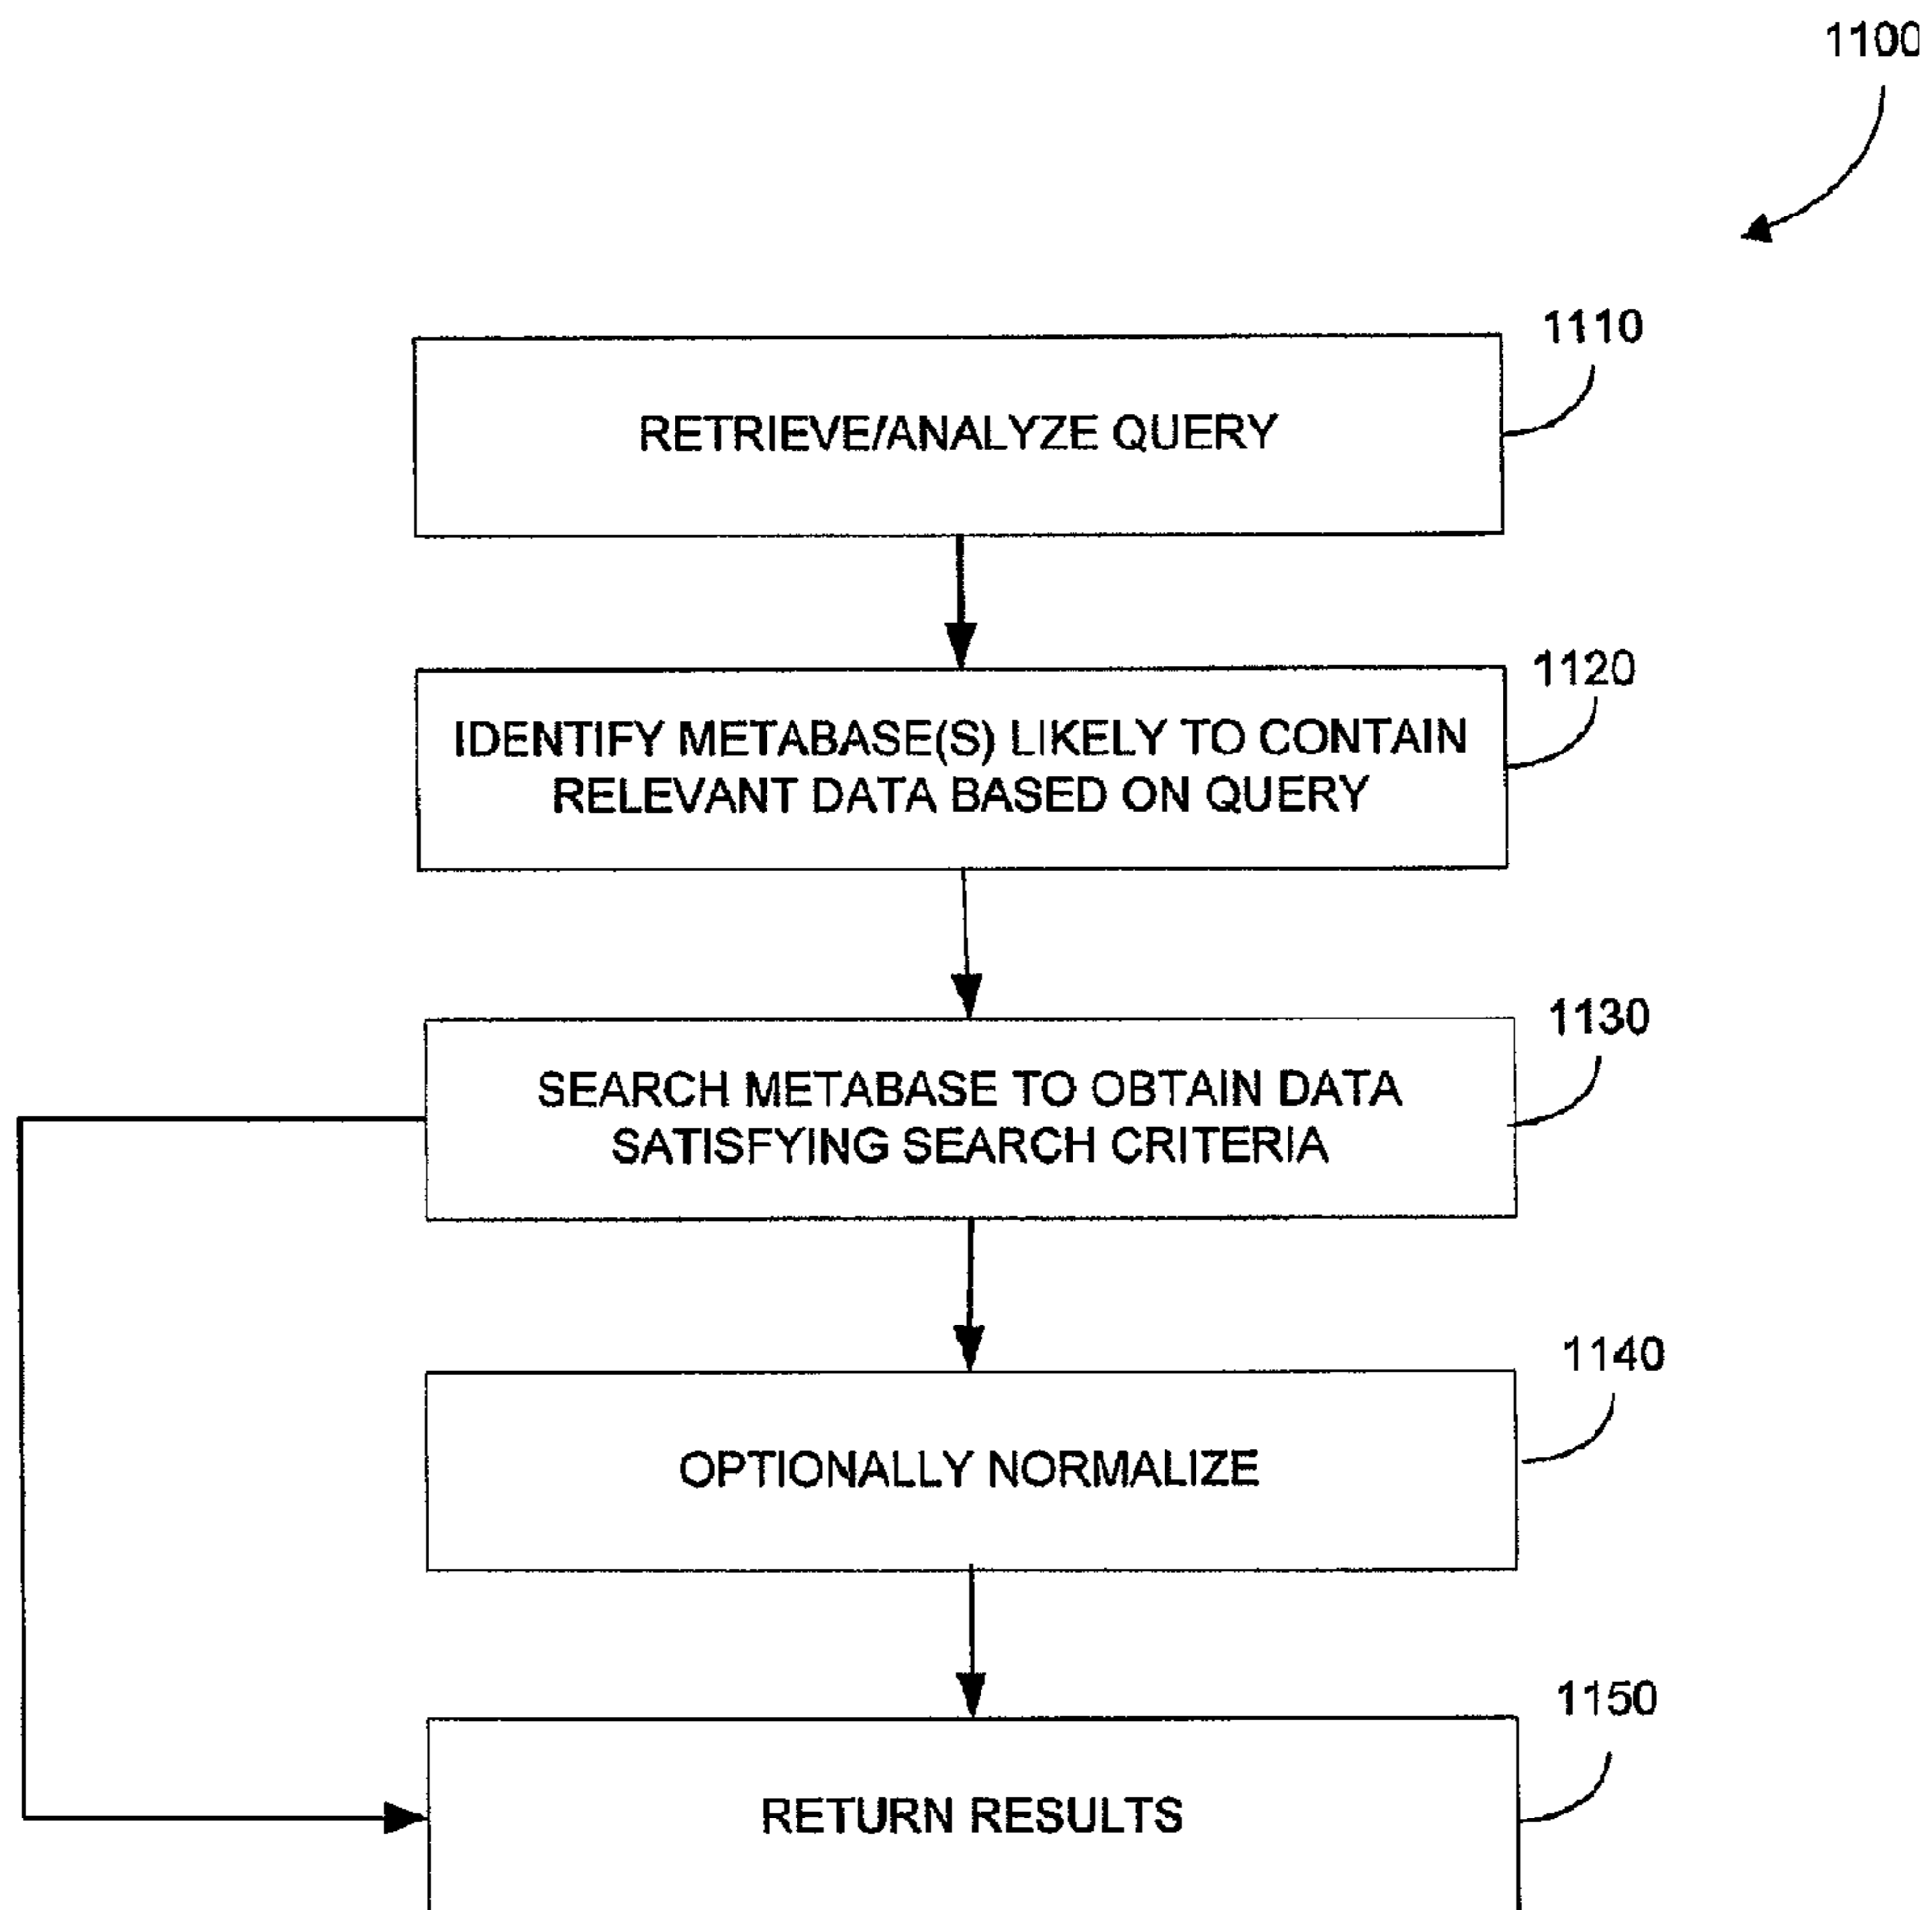 1100
1110
RETRIEVE/ANALYZE QUERY
1120
IDENTIFY METABASE(S) LIKELY TO CONTAIN
RELEVANT DATA BASED ON QUERY
1130
SEARCH METABASE TO OBTAIN DATA
SATISFYING SEARCH CRITERIA
1140
OPTIONALLY NORMALIZE
1150
RETURN RESULTS